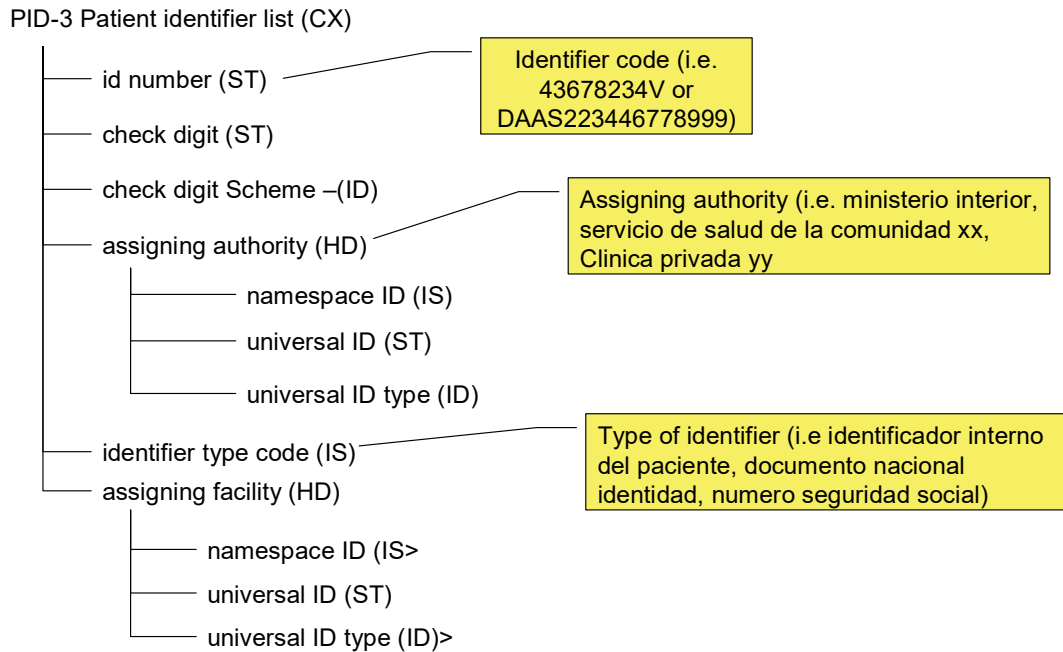 PID-3 Patient identifier list (CX)
id number (ST)
Identifier code (i.e.
43678234V or
DAAS223446778999)
check digit (ST)
check digit Scheme –(ID)
assigning authority (HD)
Assigning authority (i.e. ministerio interior,
servicio de salud de la comunidad xx,
Clinica privada yy
namespace ID (IS)
universal ID (ST)
universal ID type (ID)
identifier type code (IS)
Type of identifier (i.e identificador interno
del paciente, documento nacional
identidad, numero seguridad social)
assigning facility (HD)
namespace ID (IS>
universal ID (ST)
universal ID type (ID)>